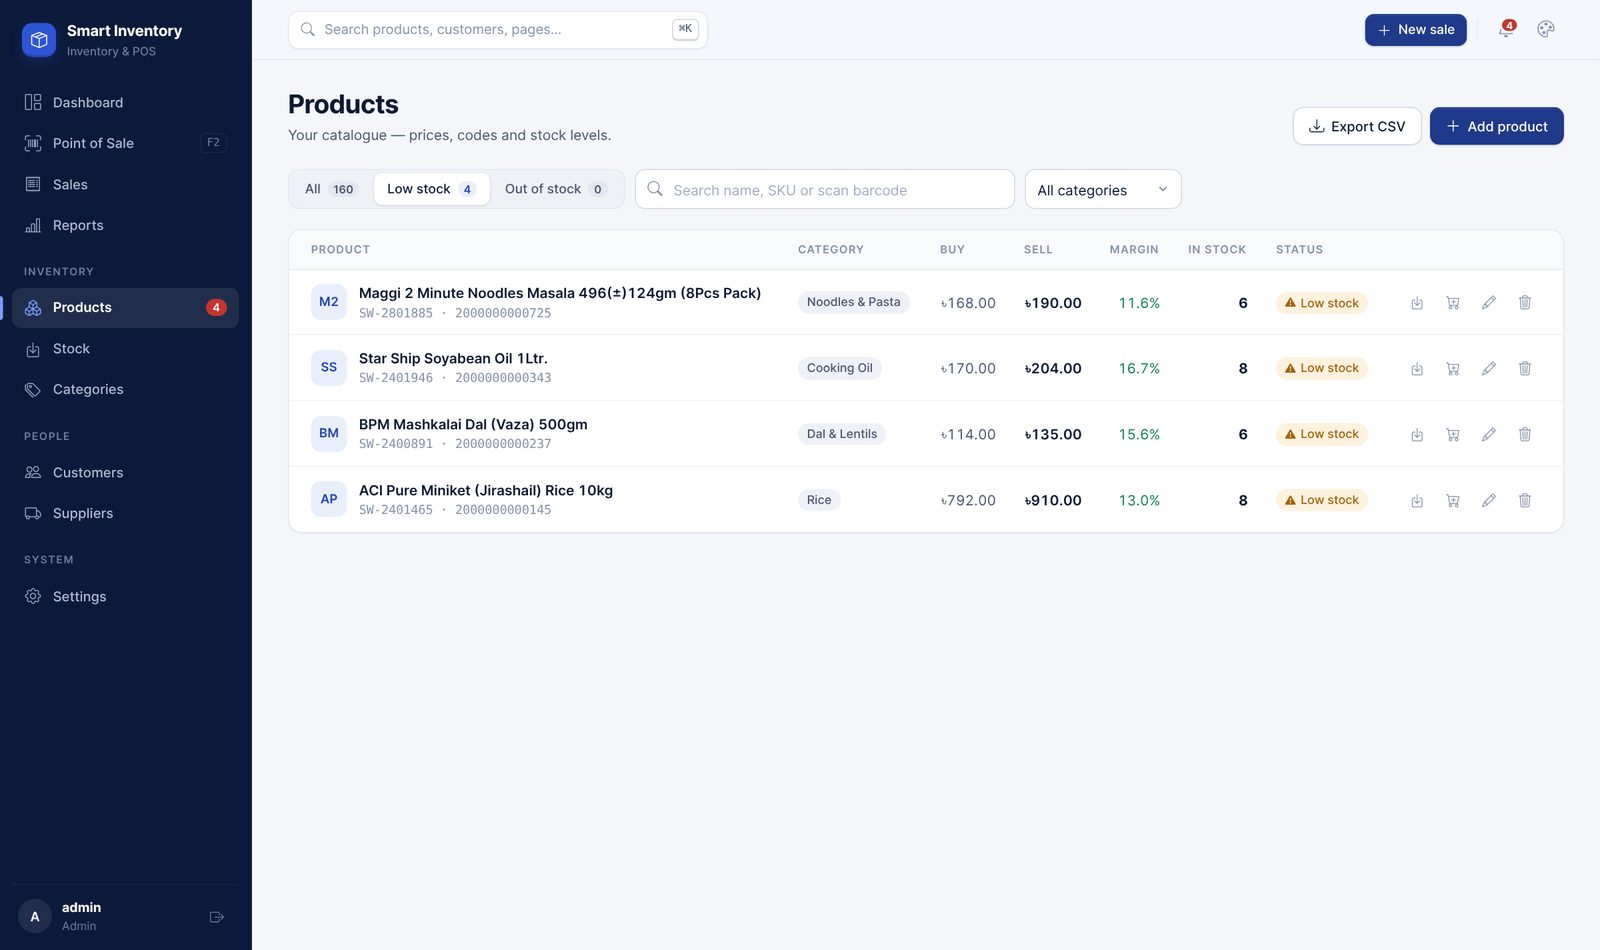 Smart Inventory
Inventory & POS
Dashboard
Point of Sale F2
Sales
Reports
INVENTORY
Products 4
Stock
Categories
PEOPLE
Customers
Suppliers
SYSTEM
Settings
A admin
Admin
Search products, customers, pages... ⌘K
+ New sale
4
Products
Your catalogue — prices, codes and stock levels.
Export CSV
+ Add product
All 160 Low stock 4 Out of stock 0
Search name, SKU or scan barcode
All categories
PRODUCT CATEGORY BUY SELL MARGIN IN STOCK STATUS
M2 Maggi 2 Minute Noodles Masala 496(±)124gm (8Pcs Pack) Noodles & Pasta ৳168.00 ৳190.00 11.6% 6 Low stock
SW-2801885 · 2000000000725
SS Star Ship Soyabean Oil 1Ltr. Cooking Oil ৳170.00 ৳204.00 16.7% 8 Low stock
SW-2401946 · 2000000000343
BM BPM Mashkalai Dal (Vaza) 500gm Dal & Lentils ৳114.00 ৳135.00 15.6% 6 Low stock
SW-2400891 · 2000000000237
AP ACI Pure Miniket (Jirashail) Rice 10kg Rice ৳792.00 ৳910.00 13.0% 8 Low stock
SW-2401465 · 2000000000145